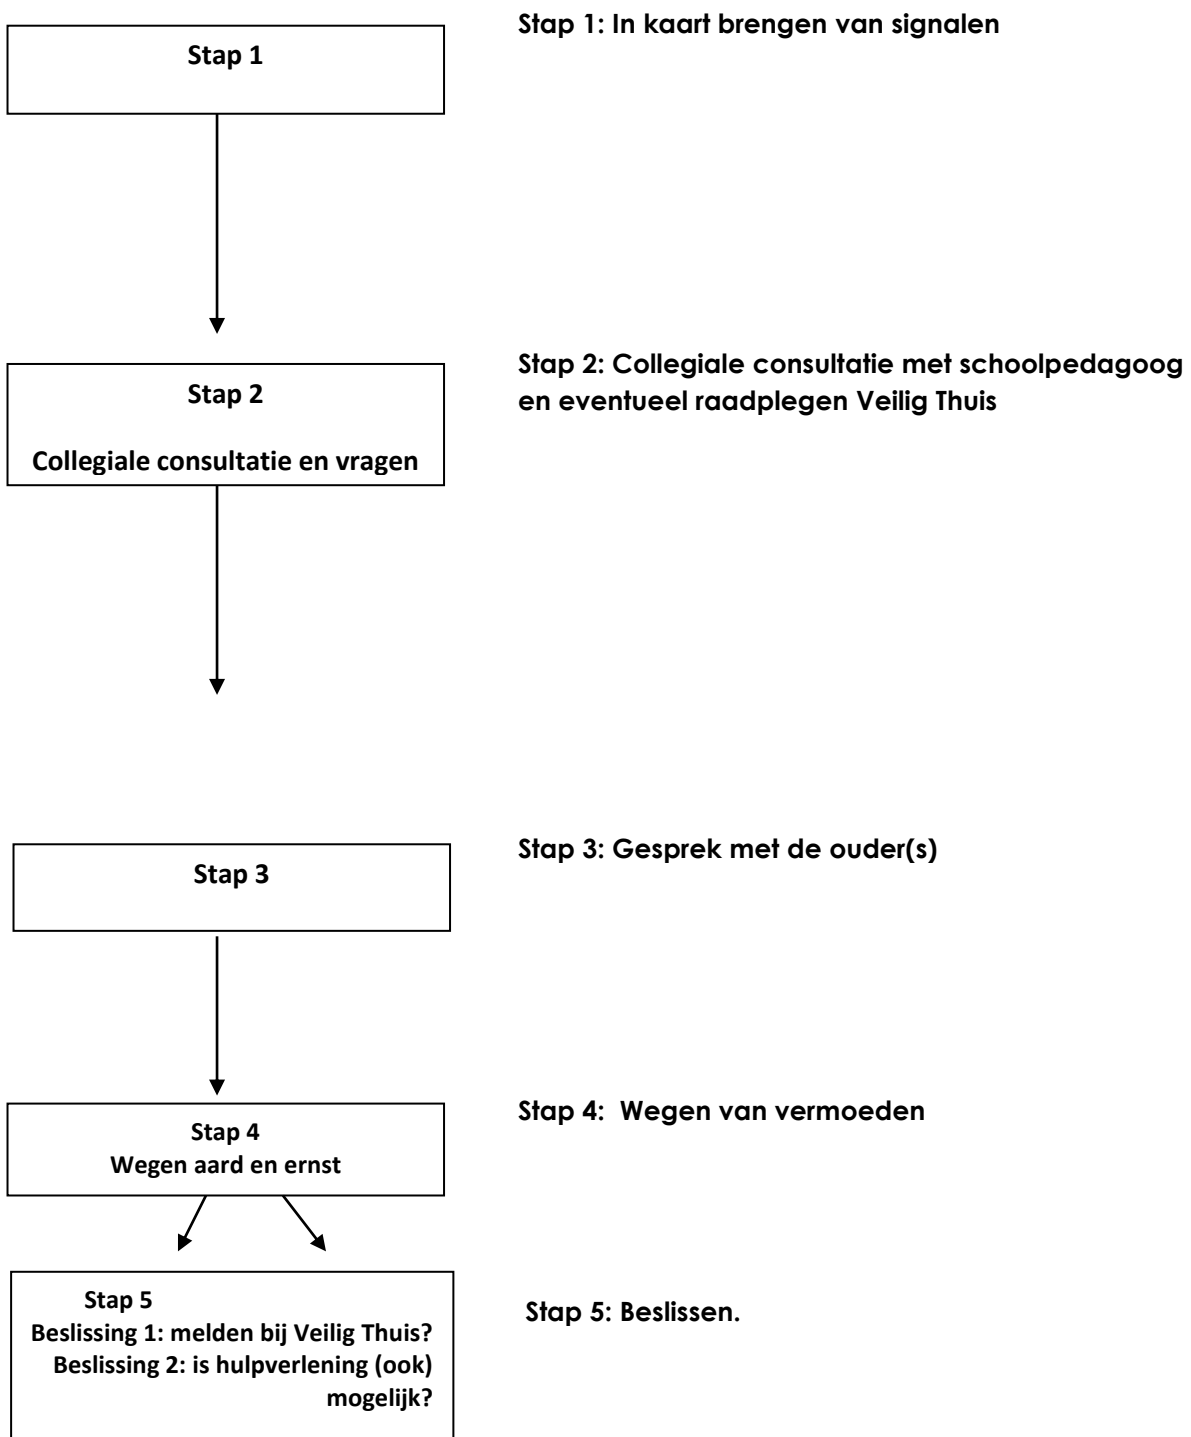 Stap 1: In kaart brengen van signalen
Stap 1
Stap 2: Collegiale consultatie met schoolpedagoog
en eventueel raadplegen Veilig Thuis
Stap 2
Collegiale consultatie en vragen
Stap 3: Gesprek met de ouder(s)
Stap 3
Stap 4:  Wegen van vermoeden
Stap 4
Wegen aard en ernst
Stap 5: Beslissen.
Stap 5
Beslissing 1: melden bij Veilig Thuis?
Beslissing 2: is hulpverlening (ook)
mogelijk?